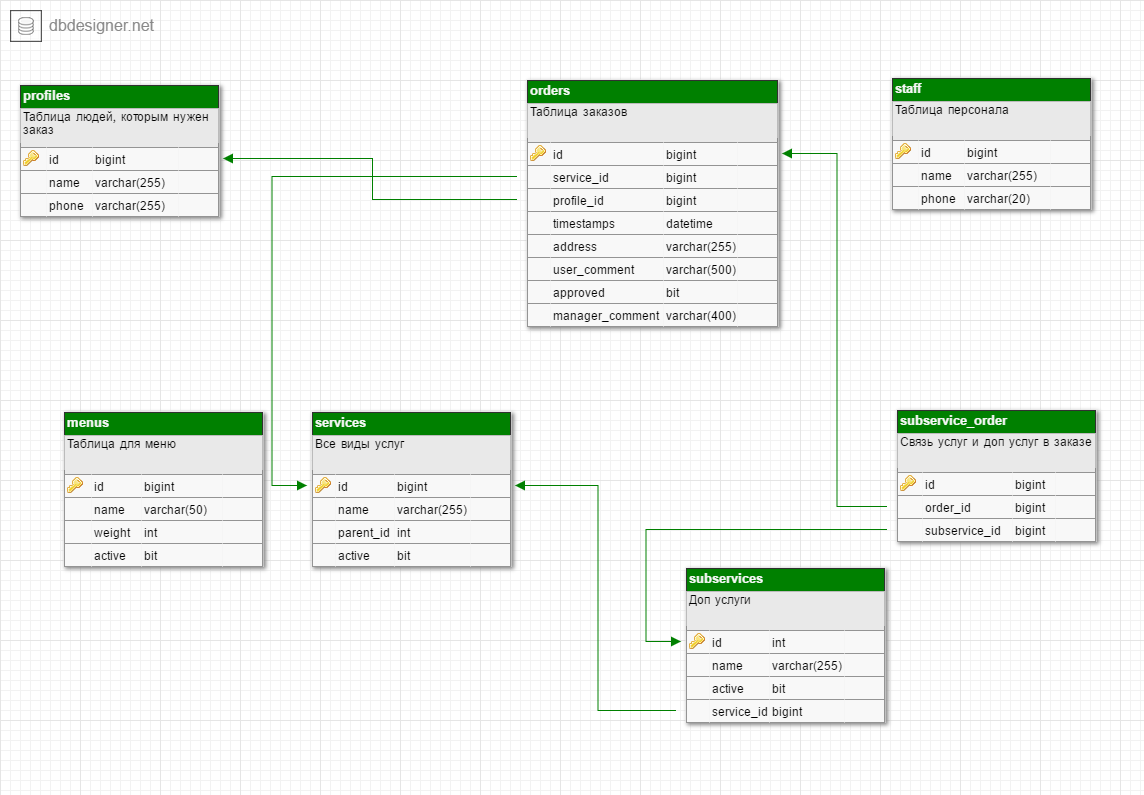 dbdesigner.net
profiles
Таблица людей, которым нужен
заказ
id bigint
name varchar(255)
phone varchar(255)
orders
Таблица заказов
id bigint
service_id bigint
profile_id bigint
timestamps datetime
address varchar(255)
user_comment varchar(500)
approved bit
manager_comment varchar(400)
staff
Таблица персонала
id bigint
name varchar(255)
phone varchar(20)
menus
Таблица для меню
id bigint
name varchar(50)
weight int
active bit
services
Все виды услуг
id bigint
name varchar(255)
parent_id int
active bit
subservice_order
Связь услуг и доп услуг в заказе
id bigint
order_id bigint
subservice_id bigint
subservices
Доп услуги
id int
name varchar(255)
active bit
service_id bigint